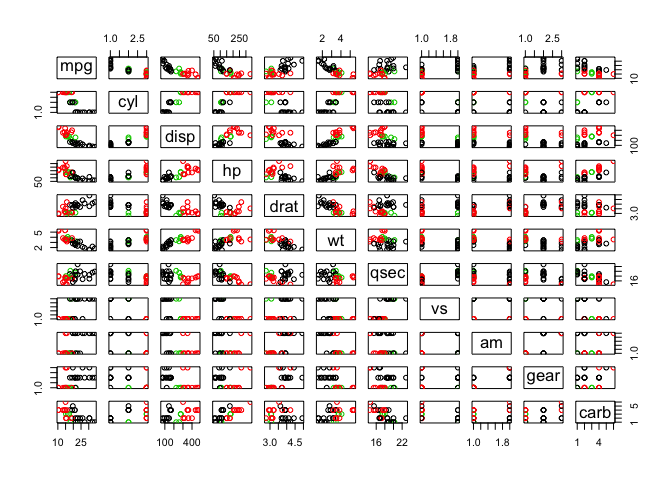 1.0 2.5 50 250 2 4 1.0 1.8 1.0 2.5
mpg 10
1.0 cyl
disp 100
50 hp
drat 3.0
2 5 wt
qsec 16
1.0 vs
am 1.0
1.0 gear
carb 1 5
10 25 100 400 3.0 4.5 16 22 1.0 1.8 1 4